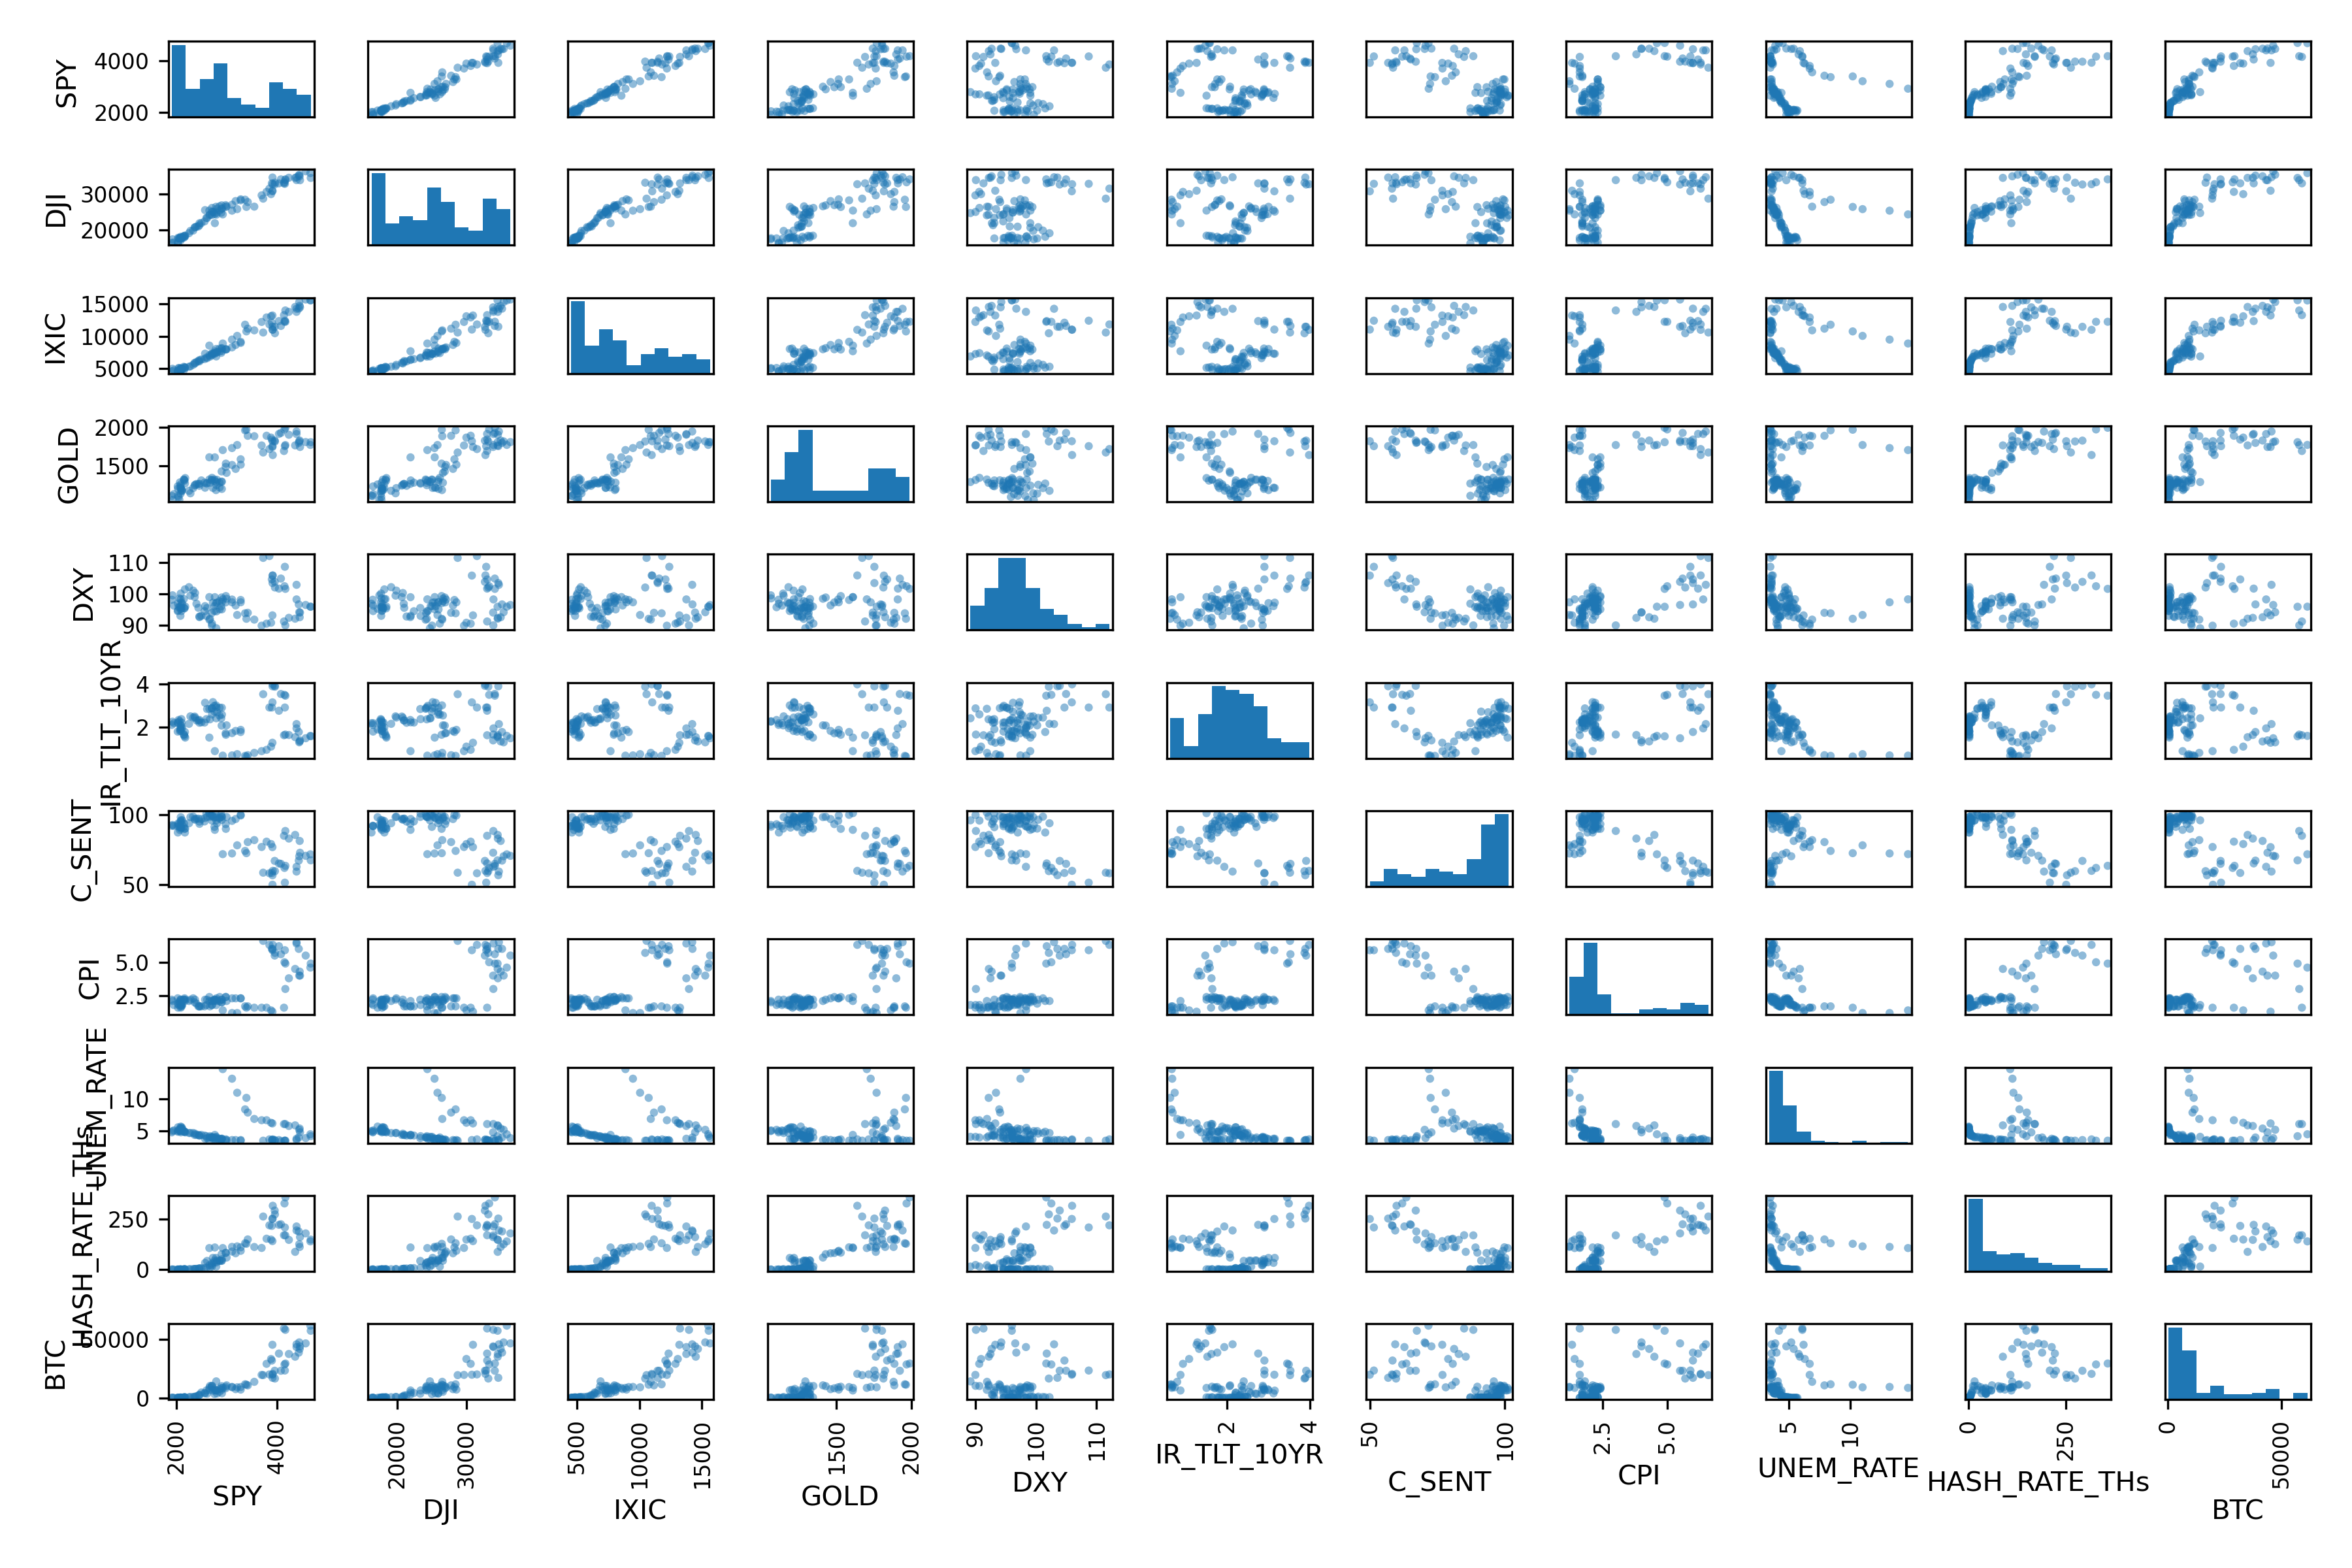 SPY
4000
2000
DJI
30000
20000
IXIC
15000
10000
5000
GOLD
2000
1500
DXY
110
100
90
IR_TLT_10YR
4
2
C_SENT
100
50
CPI
5.0
2.5
UNEM_RATE
10
5
HASH_RATE_THs
250
0
BTC
50000
0
2000 4000 20000 30000 5000 10000 15000 1500 2000 90 100 110 2 4 50 100 2.5 5.0 5 10 0 250 0 50000
SPY DJI IXIC GOLD DXY IR_TLT_10YR C_SENT CPI UNEM_RATE HASH_RATE_THs BTC